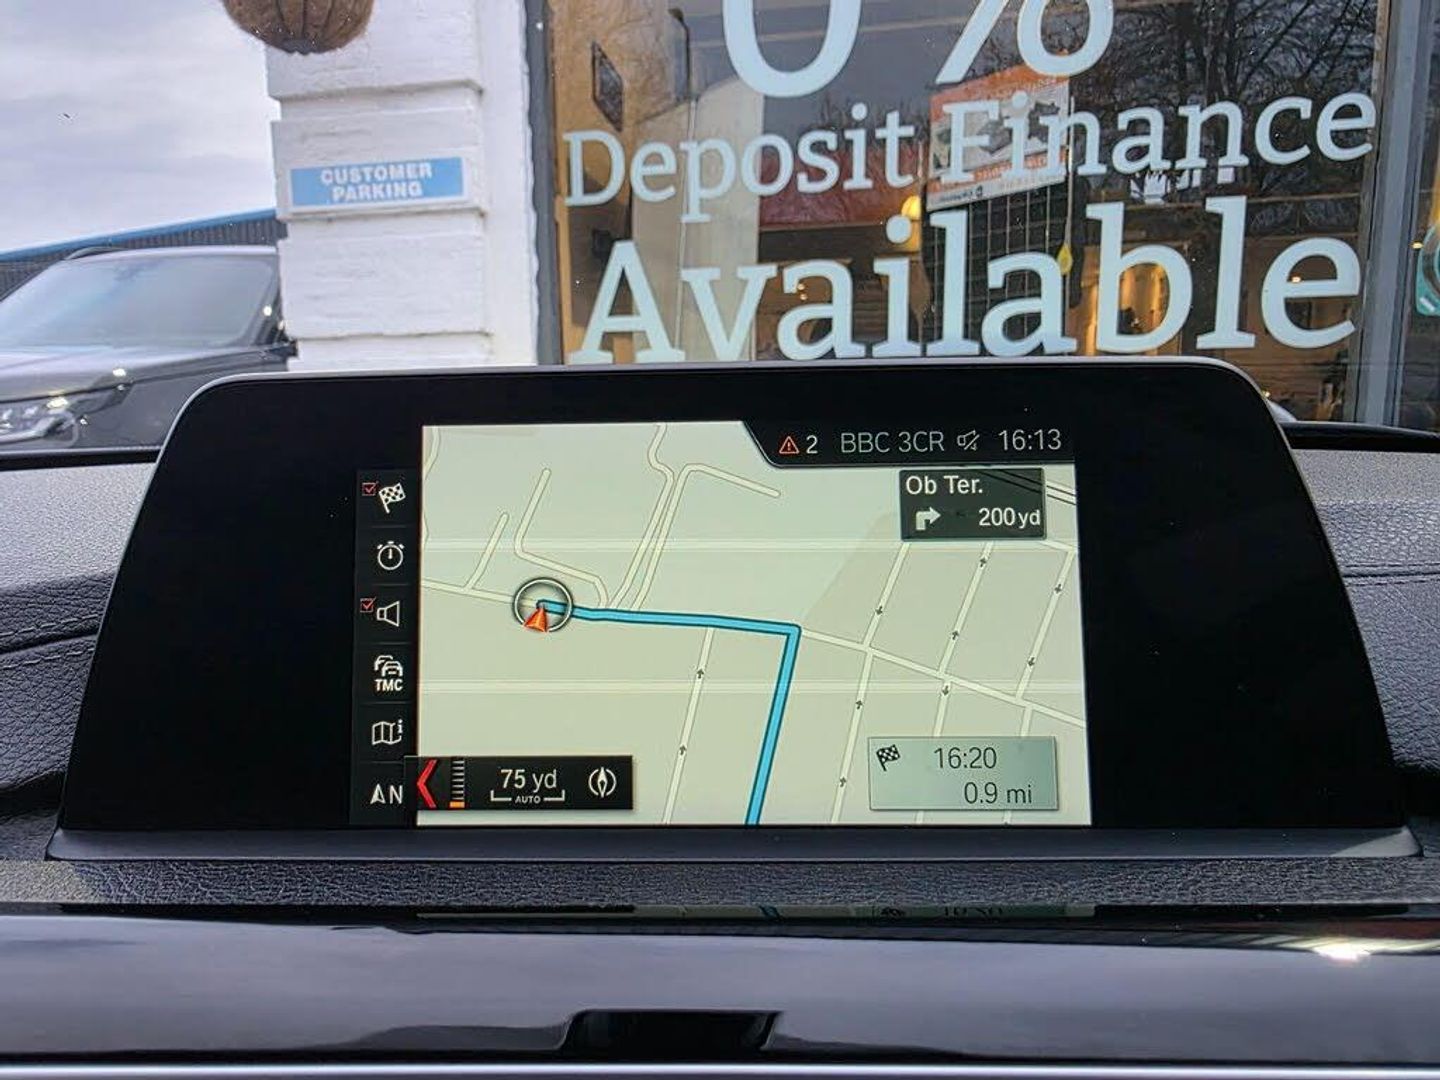 0%
Deposit Finance
Available
CUSTOMER
PARKING
2 BBC 3CR 16:13
Ob Ter.
200 yd
TMC
16:20
0.9 mi
75 yd
AUTO
N